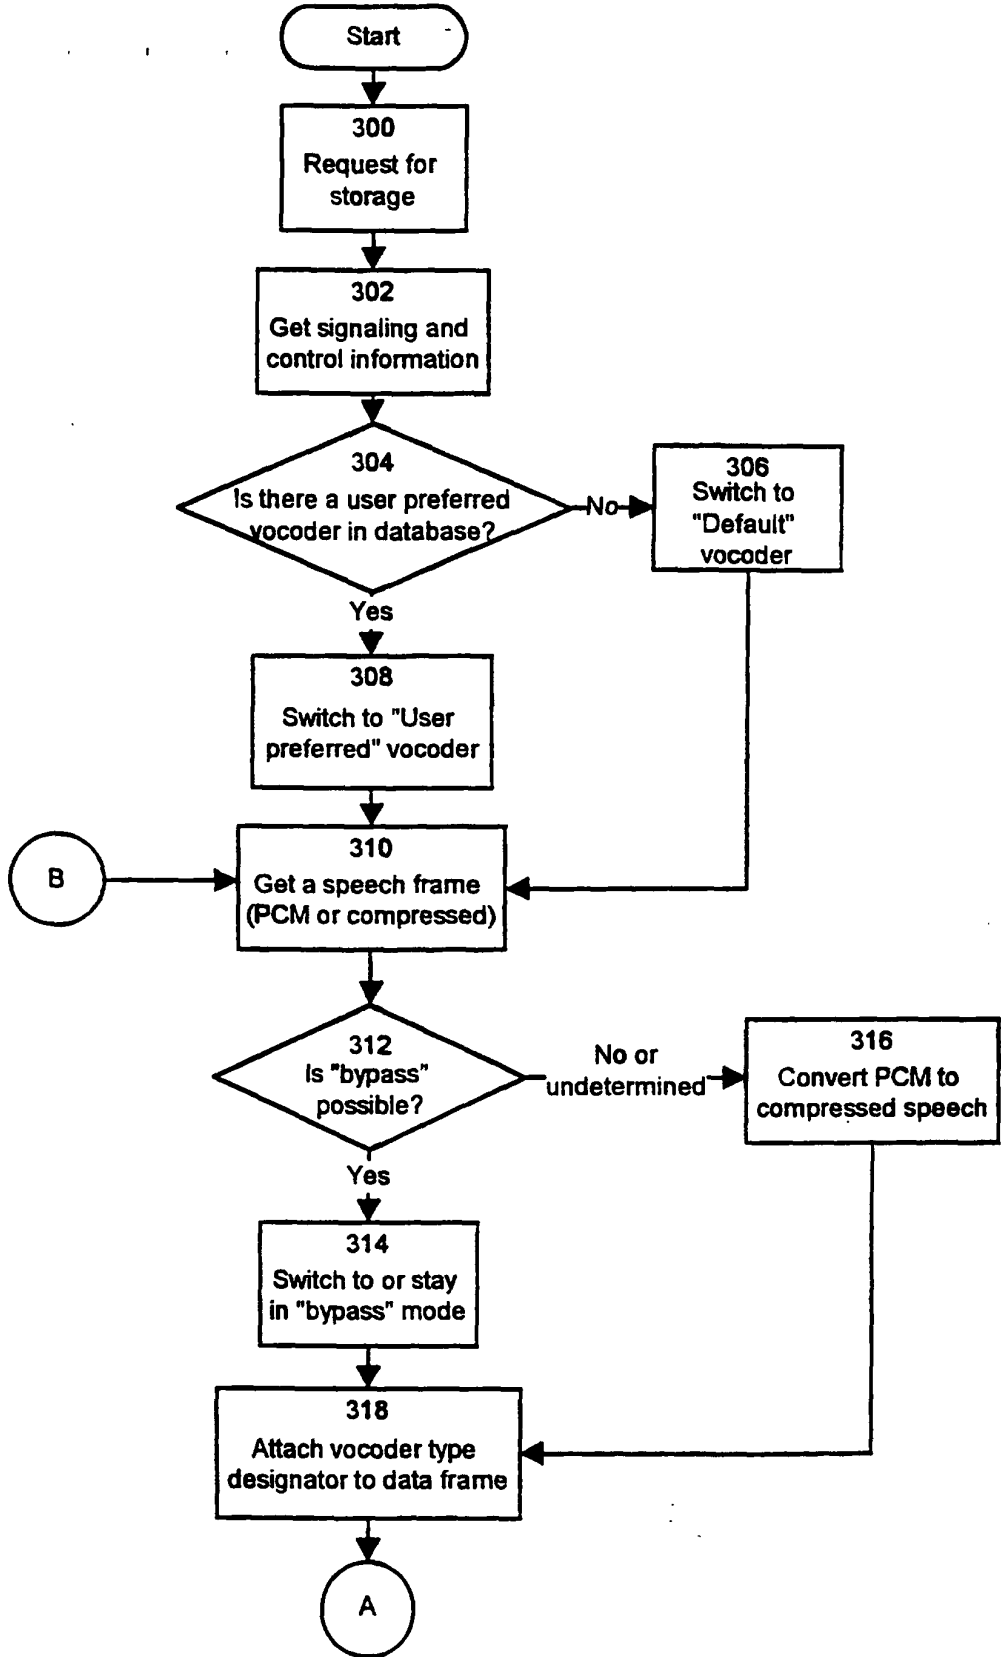 Start
300
Request for
storage
302
Get signaling and
control information
304
Is there a user preferred
vocoder in database?
No
306
Switch to
"Default"
vocoder
Yes
308
Switch to "User
preferred" vocoder
B
310
Get a speech frame
(PCM or compressed)
312
Is "bypass"
possible?
No or
undetermined
316
Convert PCM to
compressed speech
Yes
314
Switch to or stay
in "bypass" mode
318
Attach vocoder type
designator to data frame
A